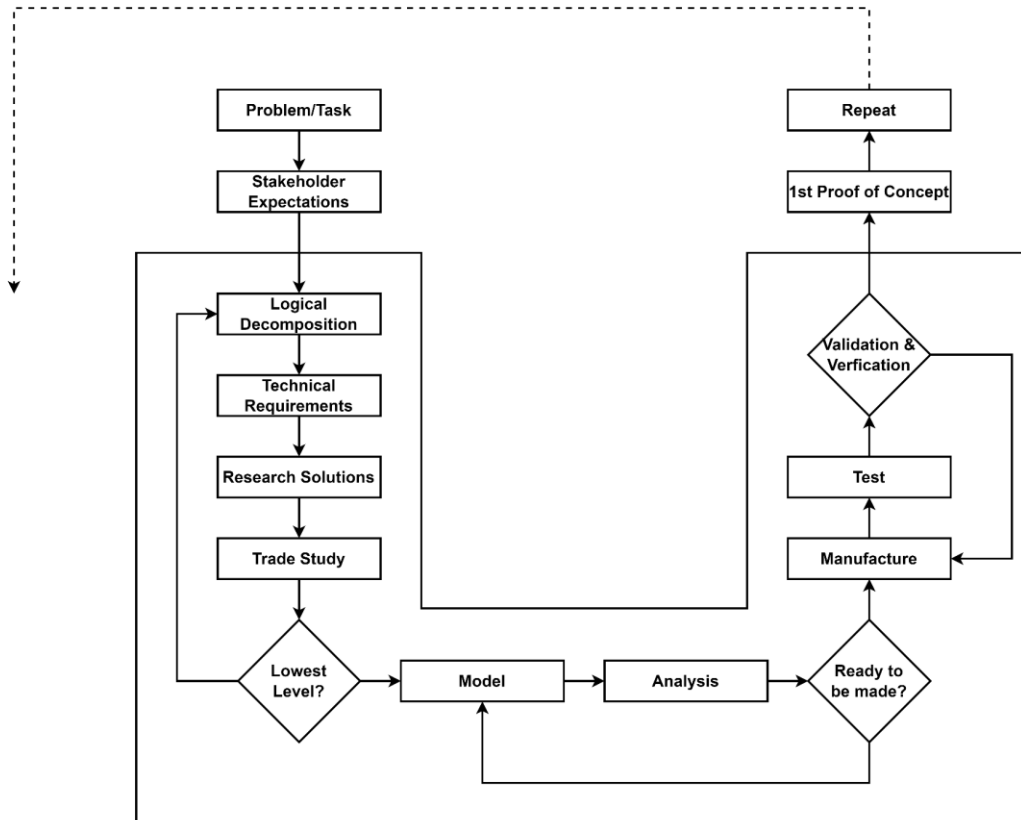 Problem/Task
Stakeholder
Expectations
Logical
Decomposition
Technical
Requirements
Research Solutions
Trade Study
Lowest
Level?
Model
Analysis
Ready to
be made?
Manufacture
Test
Validation &
Verfication
1st Proof of Concept
Repeat